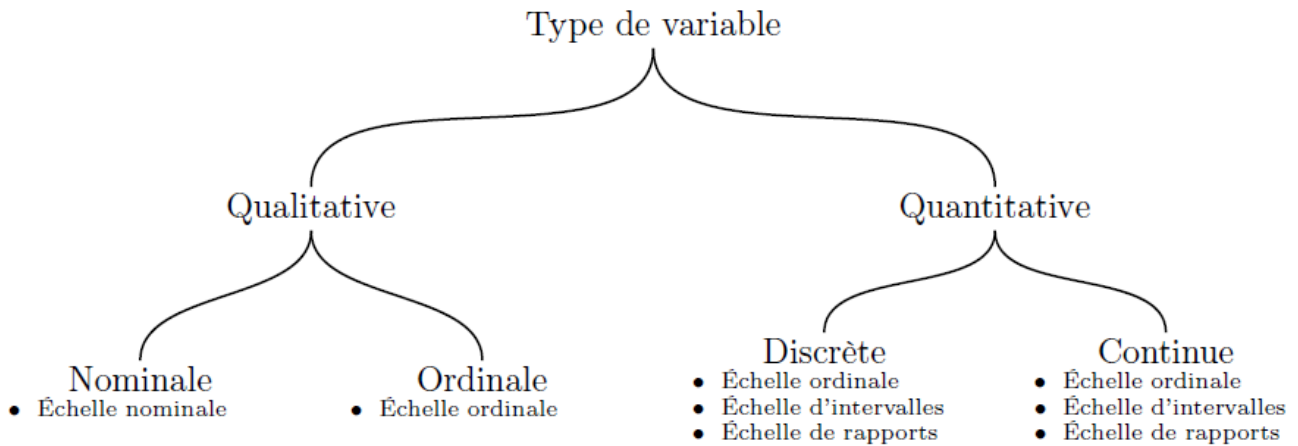 Type de variable
Qualitative
Quantitative
Nominale
• Échelle nominale
Ordinale
• Échelle ordinale
Discrète
• Échelle ordinale
• Échelle d'intervalles
• Échelle de rapports
Continue
• Échelle ordinale
• Échelle d'intervalles
• Échelle de rapports